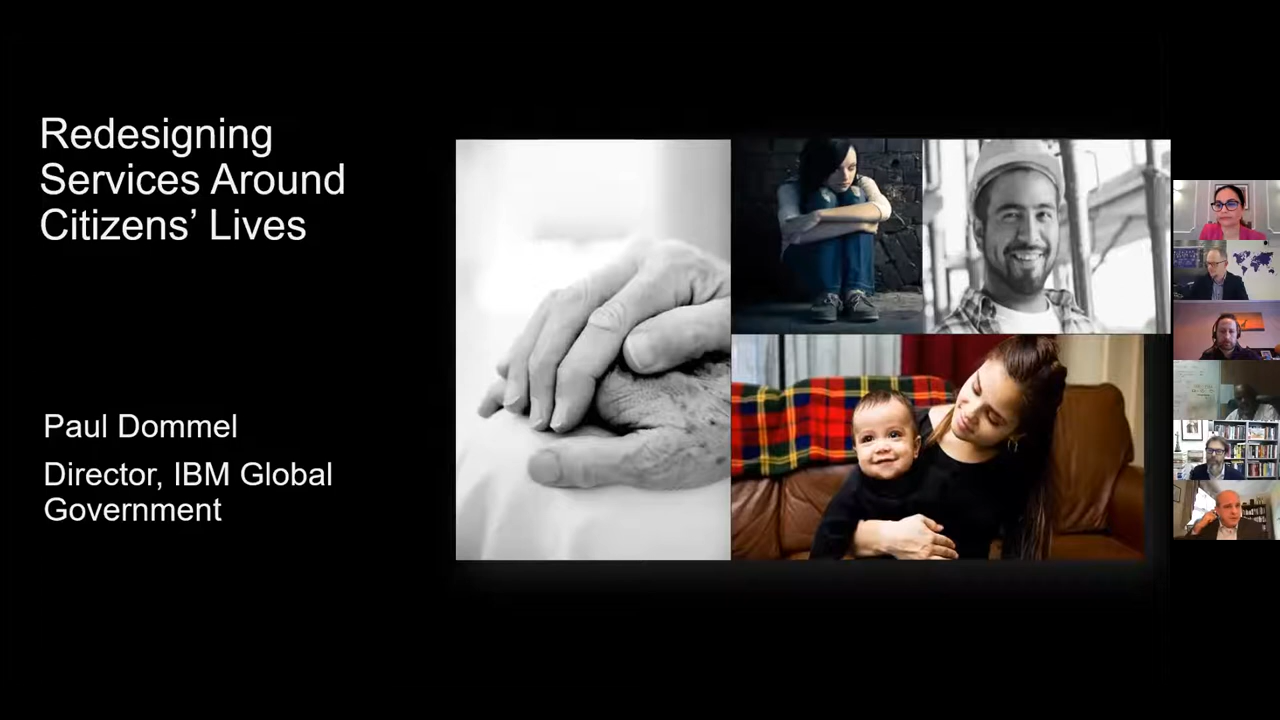 Redesigning
Services Around
Citizens’ Lives
Paul Dommel
Director, IBM Global
Government